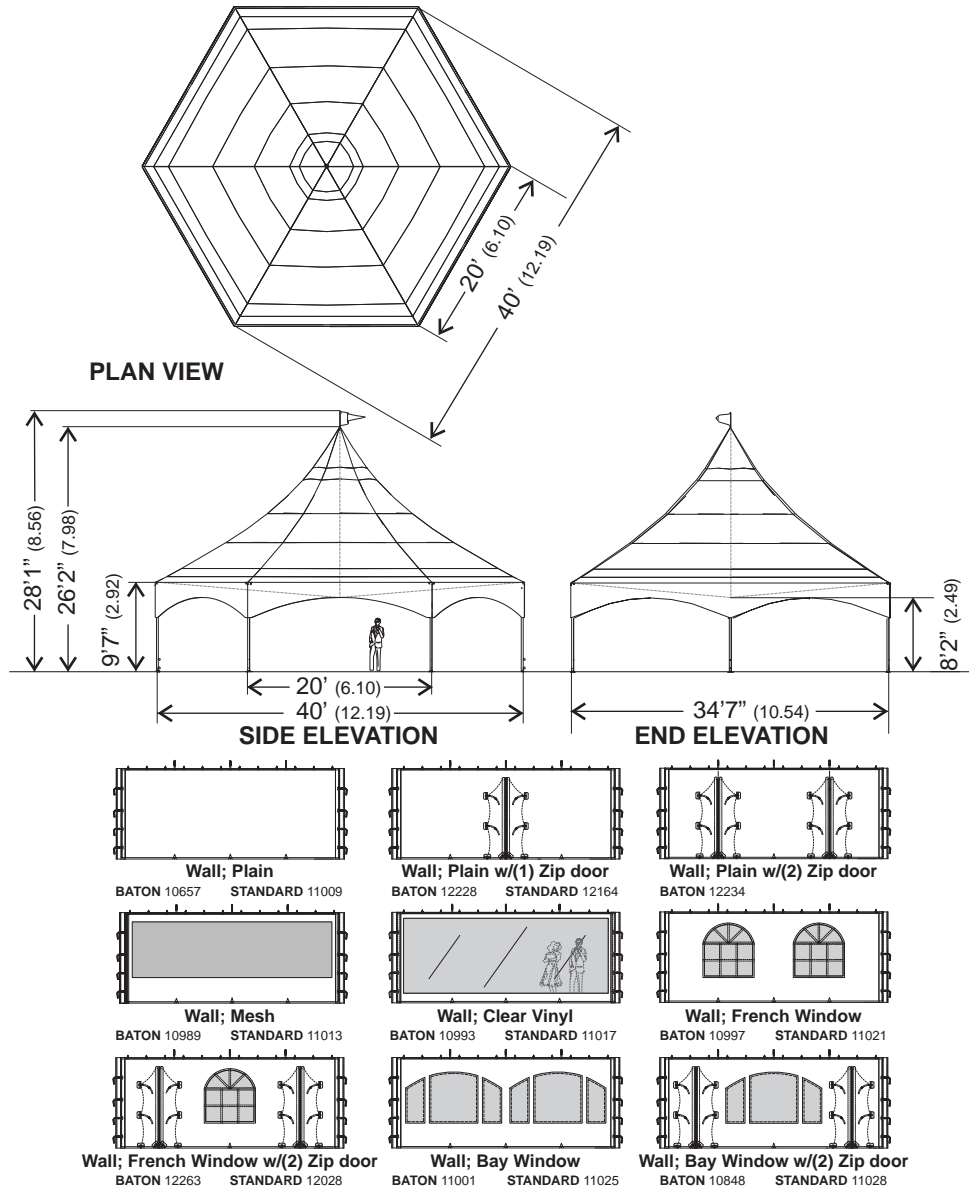 20’ (6.10)
40’ (12.19)
PLAN VIEW
28’1” (8.56)
26’2” (7.98)
9’7” (2.92)
8’2” (2.49)
20’ (6.10)
40’ (12.19)
34’7” (10.54)
SIDE ELEVATION
END ELEVATION
Wall; Plain
BATON 10657 STANDARD 11009
Wall; Plain w/(1) Zip door
BATON 12228 STANDARD 12164
Wall; Plain w/(2) Zip door
BATON 12234
Wall; Mesh
BATON 10989 STANDARD 11013
Wall; Clear Vinyl
BATON 10993 STANDARD 11017
Wall; French Window
BATON 10997 STANDARD 11021
Wall; French Window w/(2) Zip door
BATON 12263 STANDARD 12028
Wall; Bay Window
BATON 11001 STANDARD 11025
Wall; Bay Window w/(2) Zip door
BATON 10848 STANDARD 11028